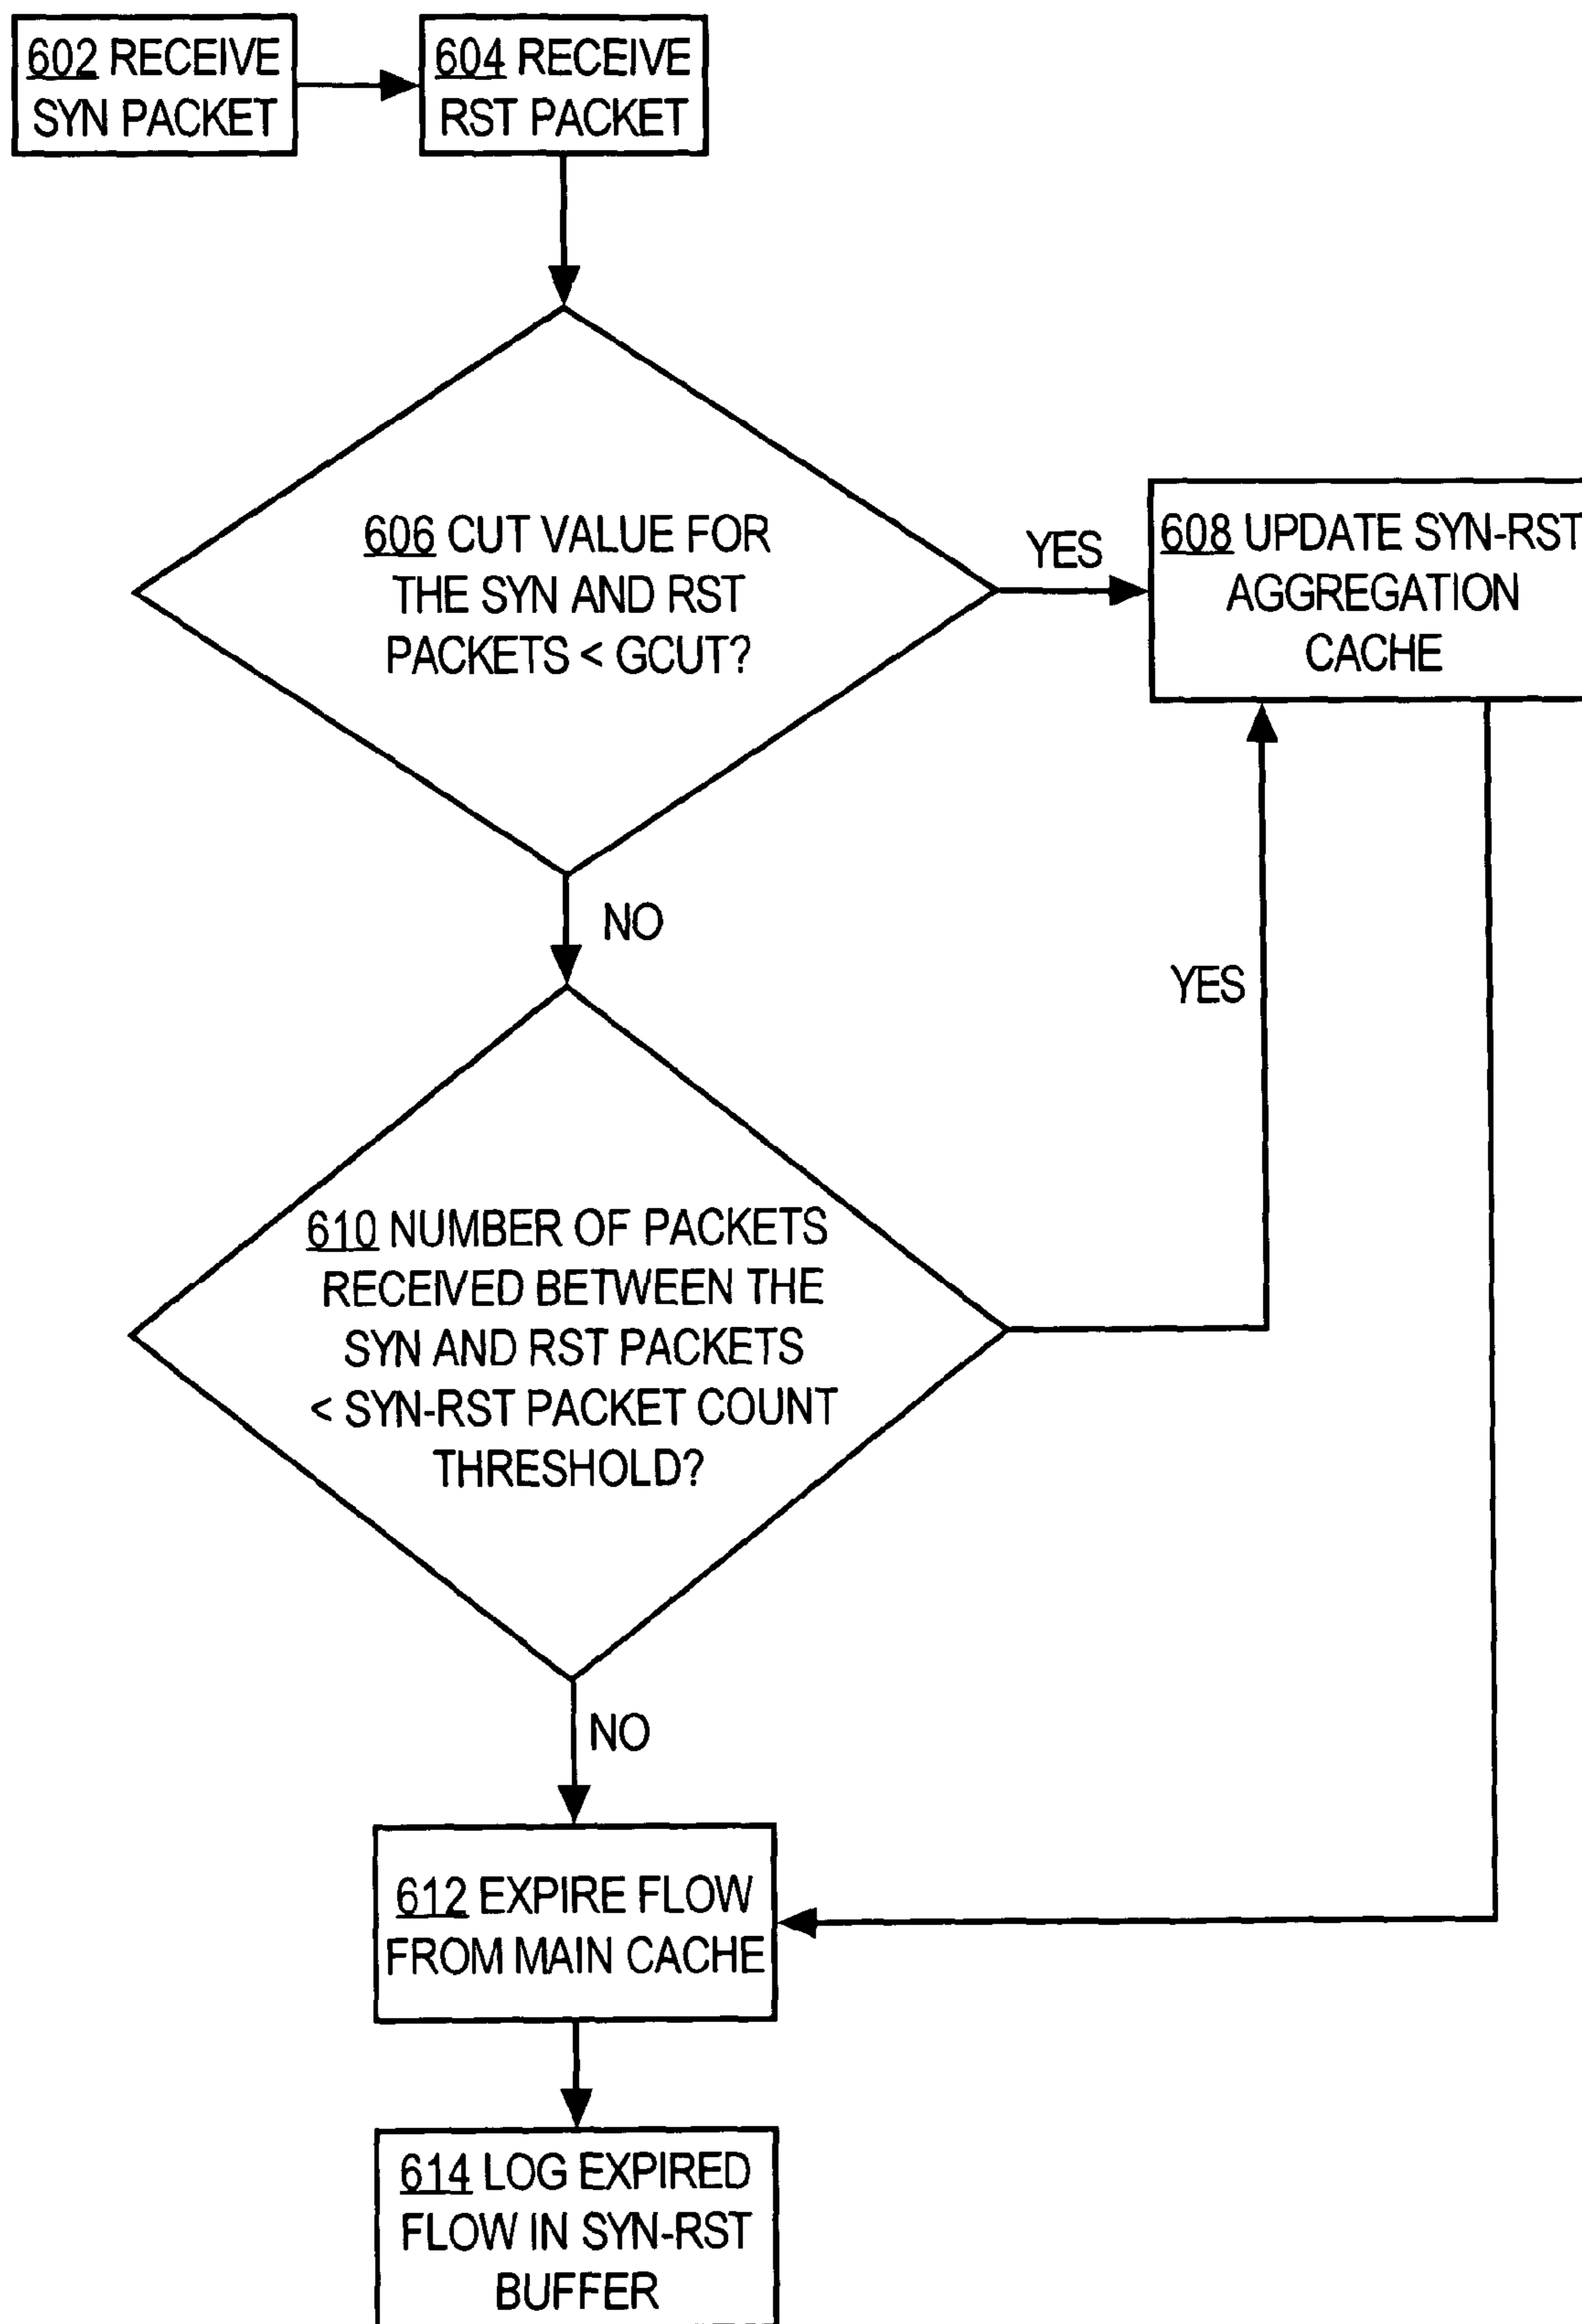 602 RECEIVE
SYN PACKET
604 RECEIVE
RST PACKET
606 CUT VALUE FOR
THE SYN AND RST
PACKETS < GCUT?
YES
608 UPDATE SYN-RST
AGGREGATION
CACHE
NO
YES
610 NUMBER OF PACKETS
RECEIVED BETWEEN THE
SYN AND RST PACKETS
< SYN-RST PACKET COUNT
THRESHOLD?
NO
612 EXPIRE FLOW
FROM MAIN CACHE
614 LOG EXPIRED
FLOW IN SYN-RST
BUFFER